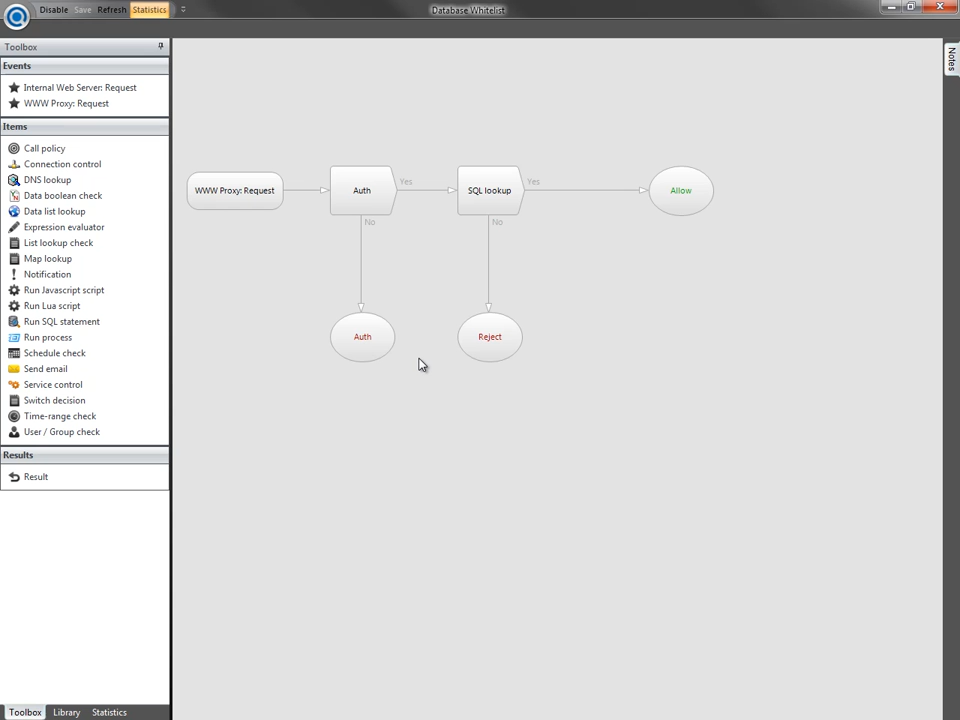 Disable Save Refresh Statistics
Database Whitelist
Toolbox
Events
Internal Web Server: Request
WWW Proxy: Request
Items
Call policy
Connection control
DNS lookup
Data boolean check
Data list lookup
Expression evaluator
List lookup check
Map lookup
Notification
Run Javascript script
Run Lua script
Run SQL statement
Run process
Schedule check
Send email
Service control
Switch decision
Time-range check
User / Group check
Results
Result
Toolbox Library Statistics
WWW Proxy: Request
Auth
Yes
SQL lookup
Yes
Allow
No
No
Auth
Reject
Notes